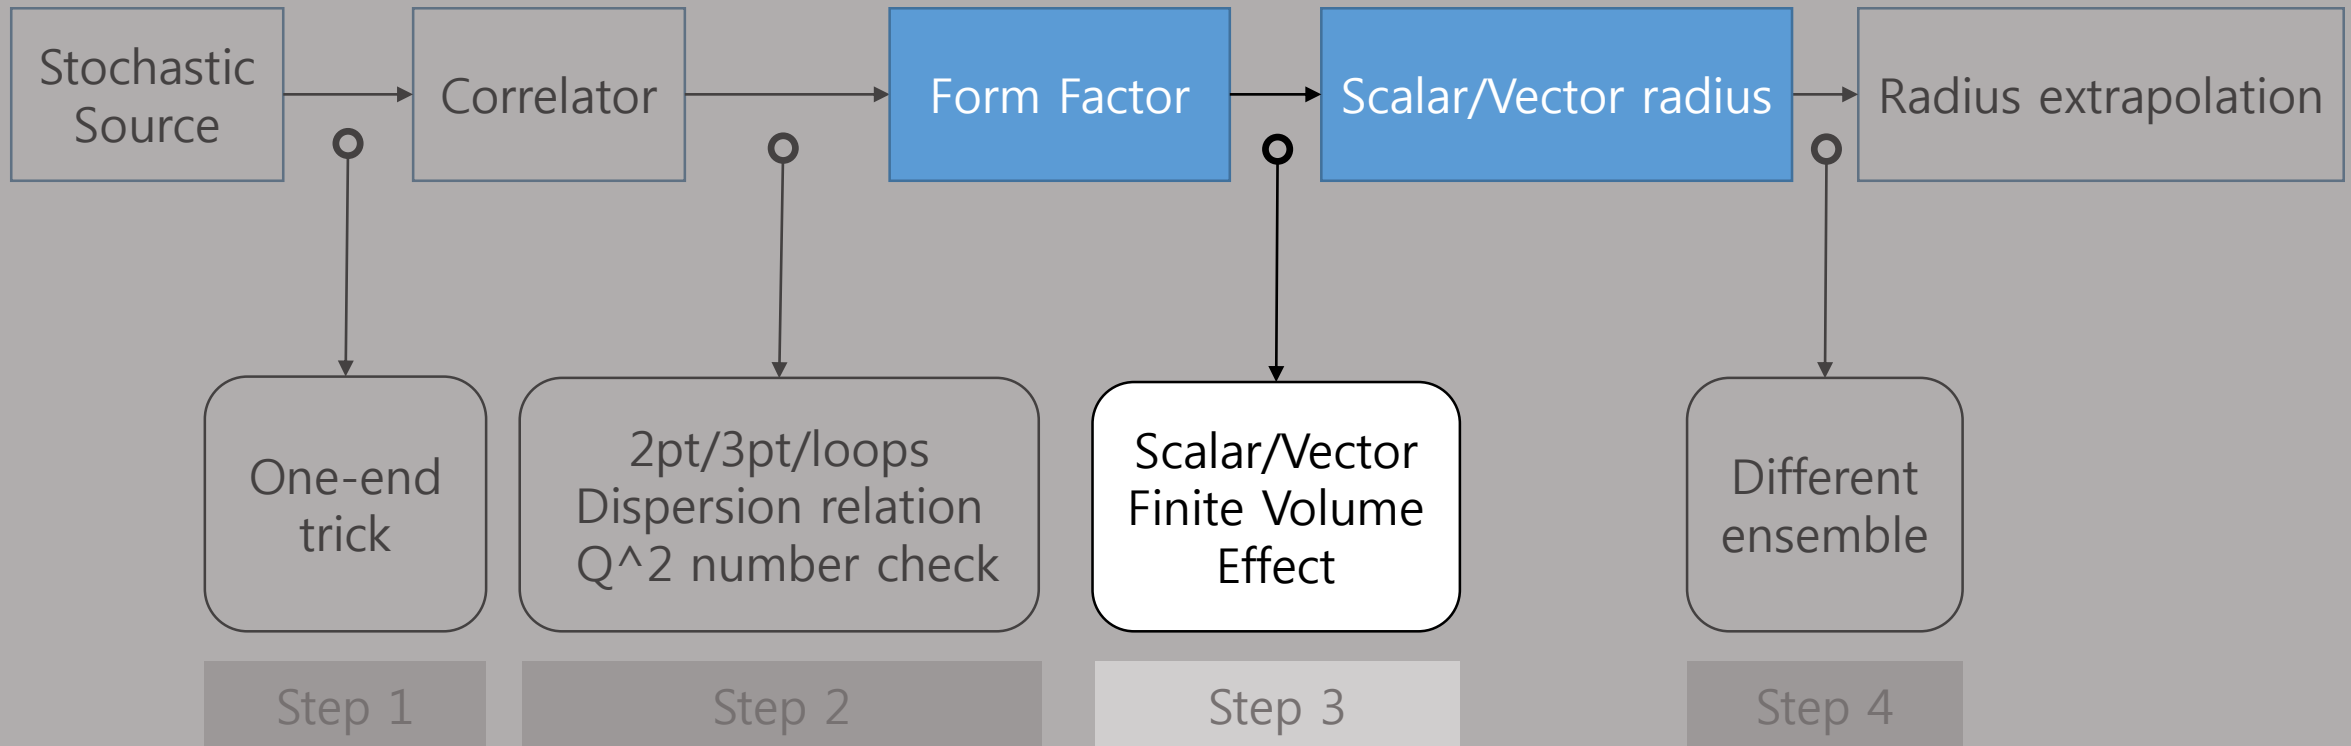 Stochastic
Source
Correlator
Form Factor
Scalar/Vector radius
Radius extrapolation
One-end
trick
2pt/3pt/loops
Dispersion relation
Q^2 number check
Scalar/Vector
Finite Volume
Effect
Different
ensemble
Step 1
Step 2
Step 3
Step 4